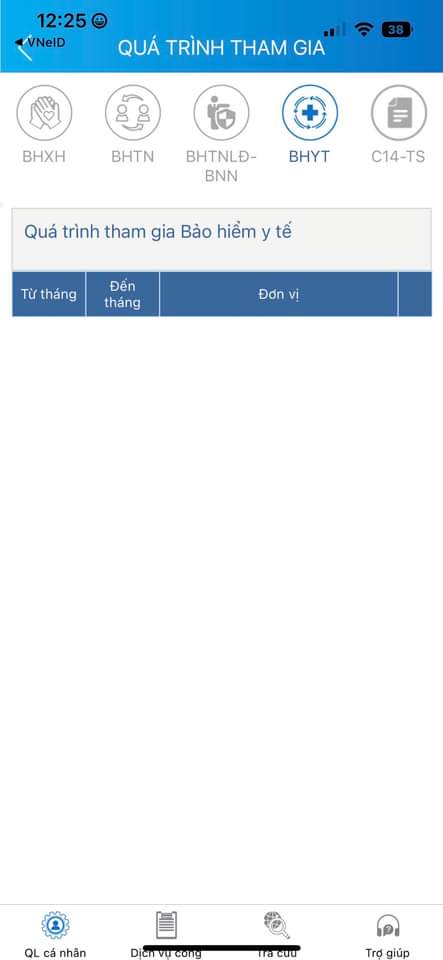 12:25
38
VNeID
QUÁ TRÌNH THAM GIA
BHXH
BHTN
BHTNLĐ-
BNN
BHYT
C14-TS
Quá trình tham gia Bảo hiểm y tế
Từ tháng
Đến
tháng
Đơn vị
QL cá nhân
Dịch vụ công
Tra cứu
Trợ giúp